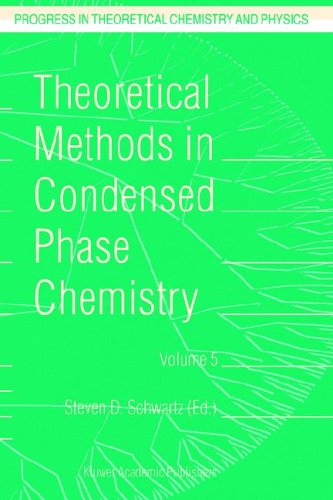 PROGRESS IN THEORETICAL CHEMISTRY AND PHYSICS
Theoretical
Methods in
Condensed
Phase
Chemistry
Volume 5
Steven D. Schwartz (Ed.)
Kluwer Academic Publishers